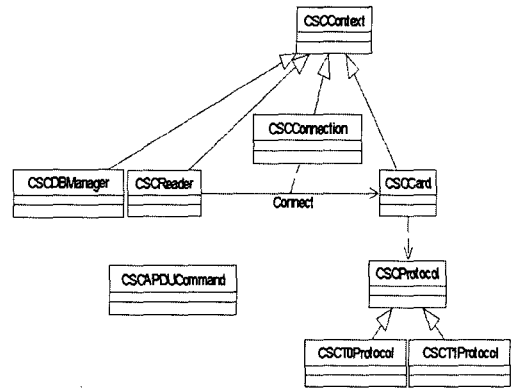 CSCContext
CSCConnection
CSCDBManager
CSCReader
CSCCard
Connect
CSCAPDUCommand
CSCProtocol
CSCT0Protocol
CSCT1Protocol